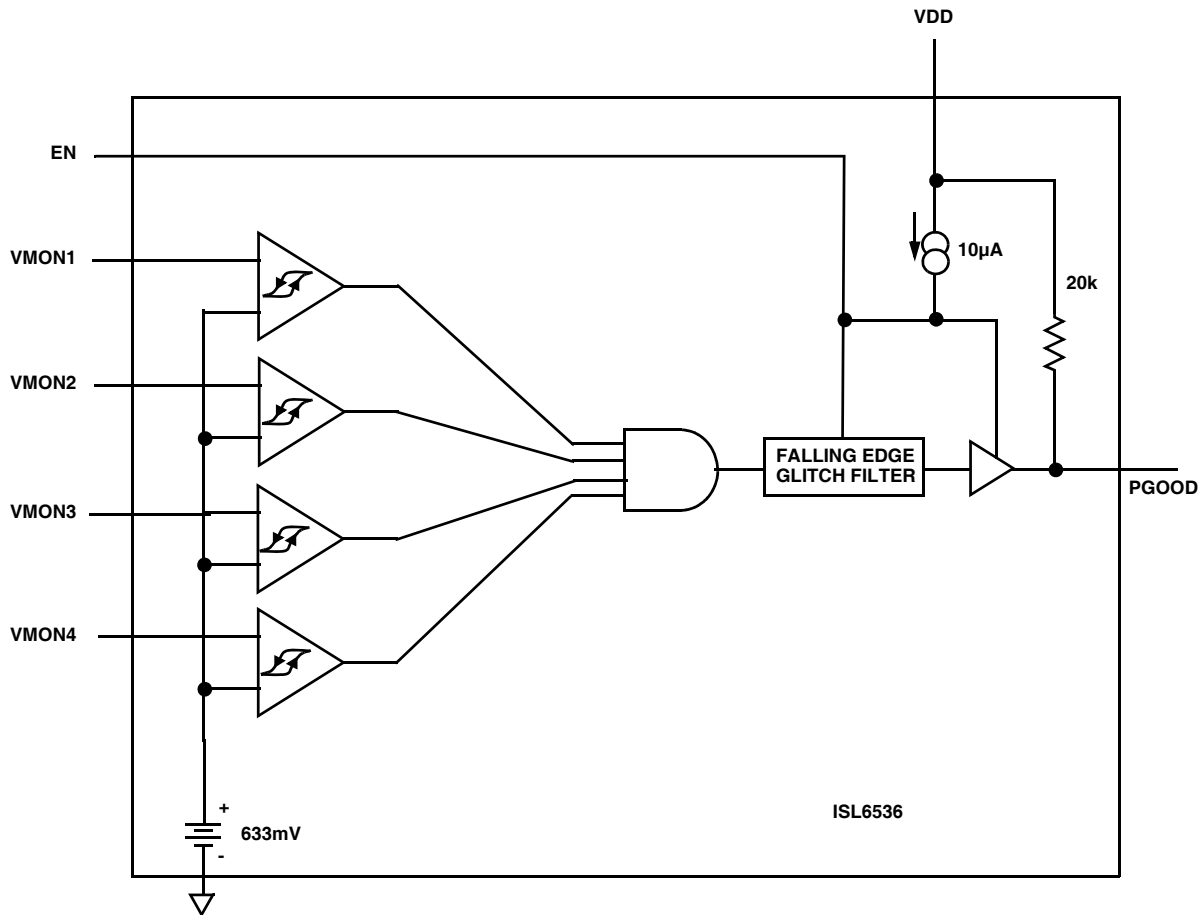 VDD
EN
VMON1
10µA
20k
VMON2
FALLING EDGE
GLITCH FILTER
PGOOD
VMON3
VMON4
ISL6536
+
633mV
-